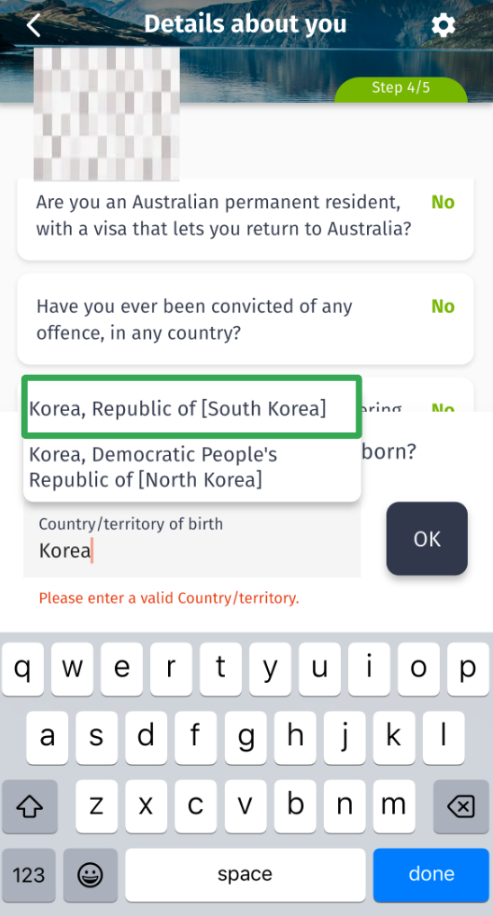 Details about you
Step 4/5
Are you an Australian permanent resident,
No
with a visa that lets you return to Australia?
Have you ever been convicted of any
No
offence, in any country?
Korea, Republic of [South Korea]
No
Korea, Democratic People's
born?
Republic of [North Korea]
Country/territory of birth
Korea
OK
Please enter a valid Country/territory.
q w e r t y u i o p
a s d f g h j k l
z x c v b n m
123 space done